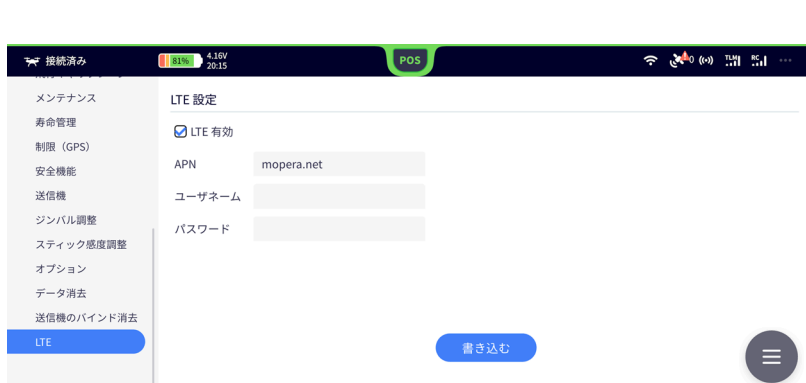 接続済み
81%
4.16V
20:15
POS
0
TLM
RC
メンテナンス
寿命管理
制限（GPS）
安全機能
送信機
ジンバル調整
スティック感度調整
オプション
データ消去
送信機のバインド消去
LTE
LTE 設定
LTE 有効
APN
mopera.net
ユーザネーム
パスワード
書き込む